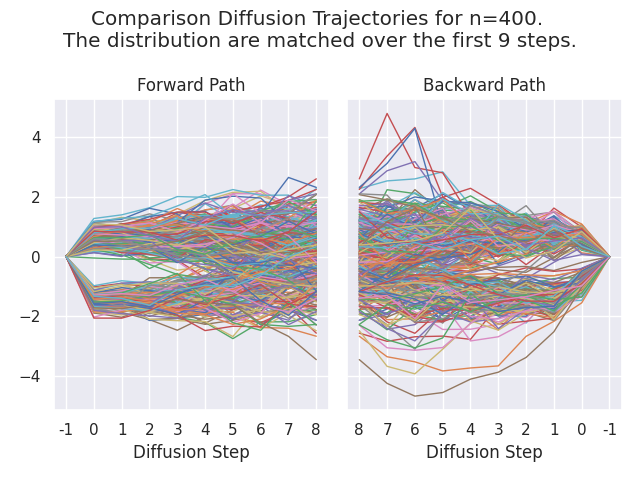 Comparison Diffusion Trajectories for n=400.
The distribution are matched over the first 9 steps.
Forward Path
Backward Path
4
2
0
−2
−4
-1 0 1 2 3 4 5 6 7 8
8 7 6 5 4 3 2 1 0 -1
Diffusion Step
Diffusion Step